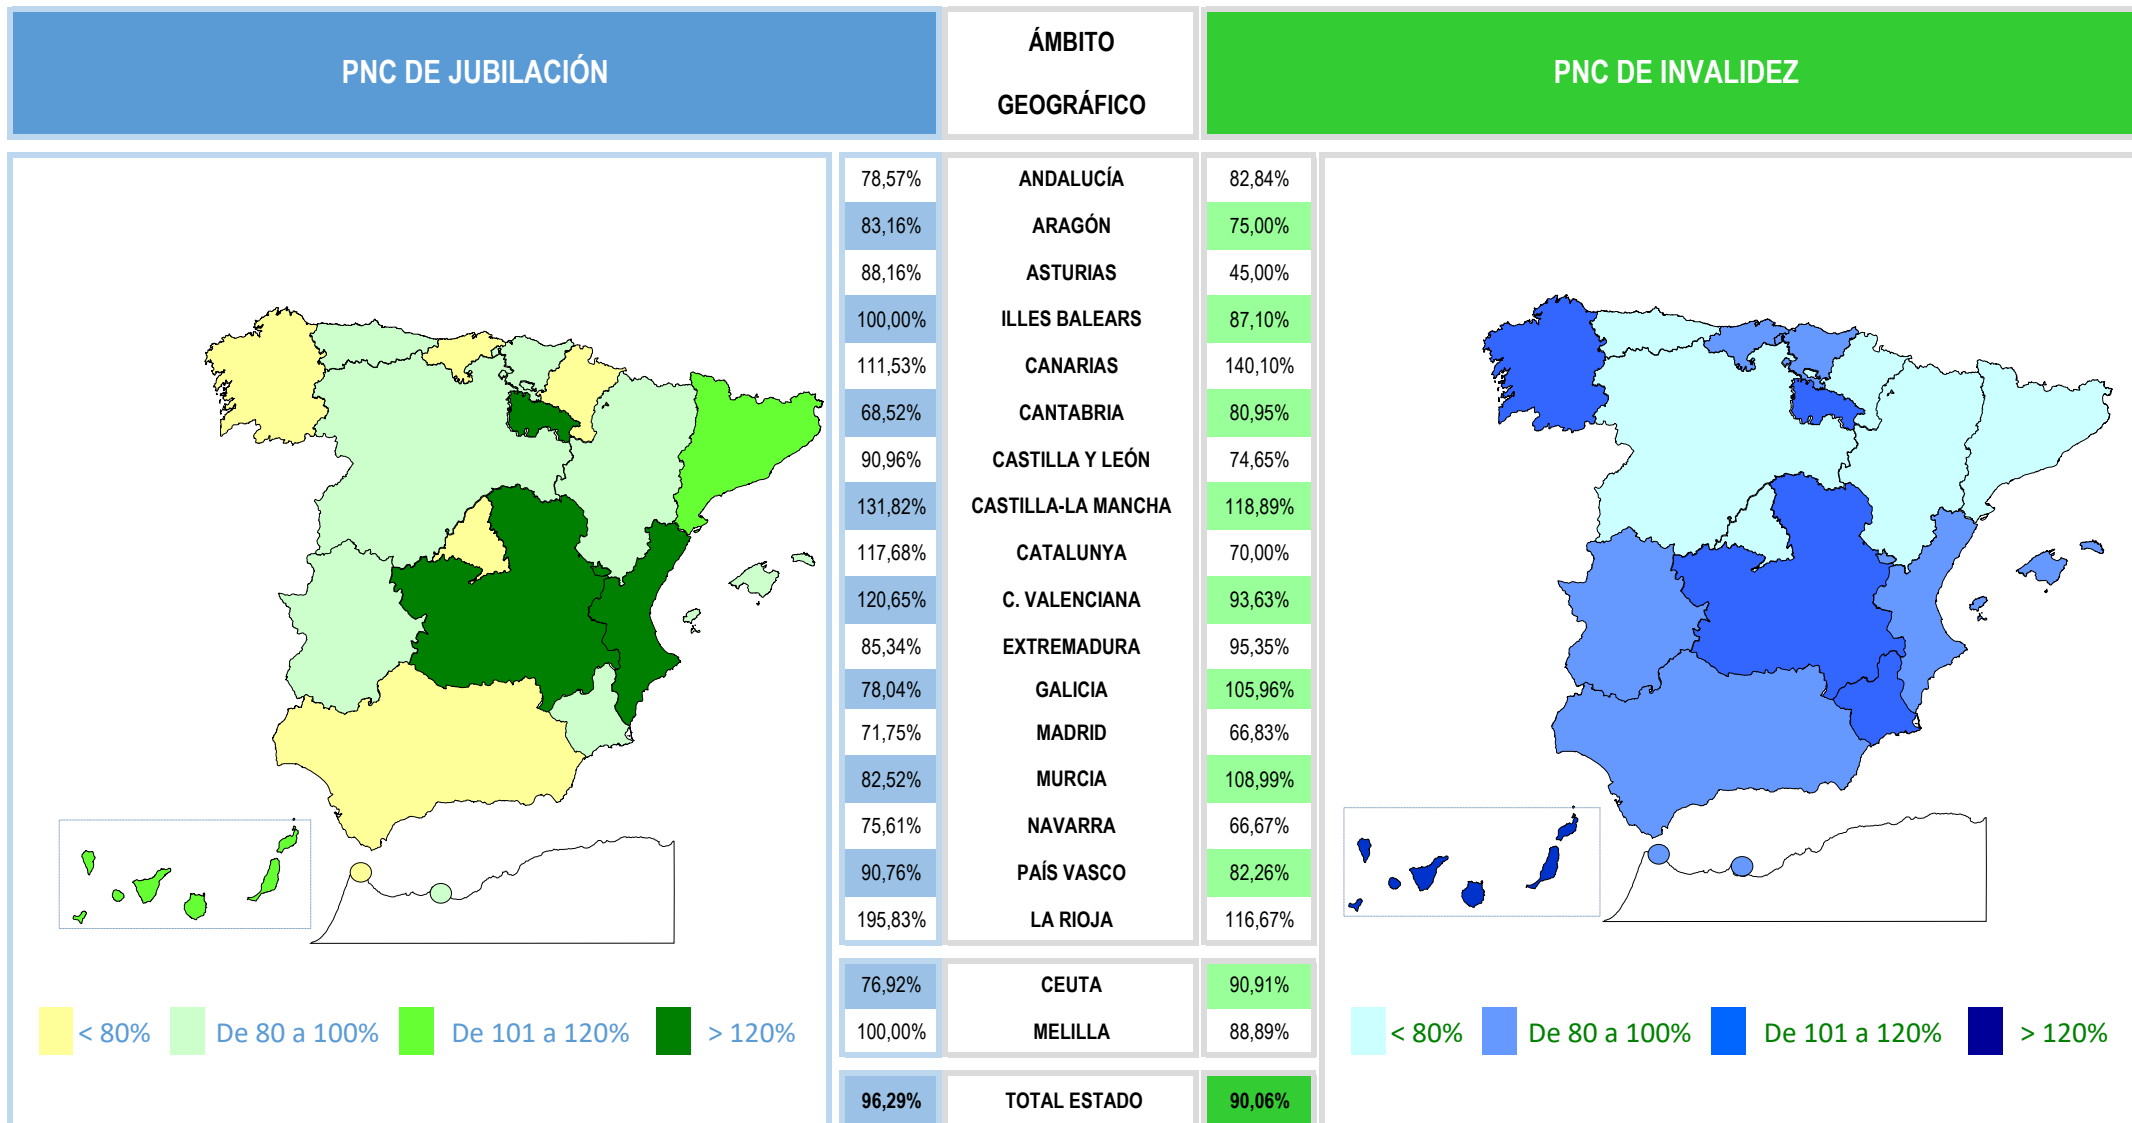 PNC DE JUBILACIÓN
ÁMBITO
GEOGRÁFICO
PNC DE INVALIDEZ
78,57% ANDALUCÍA 82,84%
83,16% ARAGÓN 75,00%
88,16% ASTURIAS 45,00%
100,00% ILLES BALEARS 87,10%
111,53% CANARIAS 140,10%
68,52% CANTABRIA 80,95%
90,96% CASTILLA Y LEÓN 74,65%
131,82% CASTILLA-LA MANCHA 118,89%
117,68% CATALUNYA 70,00%
120,65% C. VALENCIANA 93,63%
85,34% EXTREMADURA 95,35%
78,04% GALICIA 105,96%
71,75% MADRID 66,83%
82,52% MURCIA 108,99%
75,61% NAVARRA 66,67%
90,76% PAÍS VASCO 82,26%
195,83% LA RIOJA 116,67%
76,92% CEUTA 90,91%
100,00% MELILLA 88,89%
96,29% TOTAL ESTADO 90,06%
< 80% De 80 a 100% De 101 a 120% > 120%
< 80% De 80 a 100% De 101 a 120% > 120%